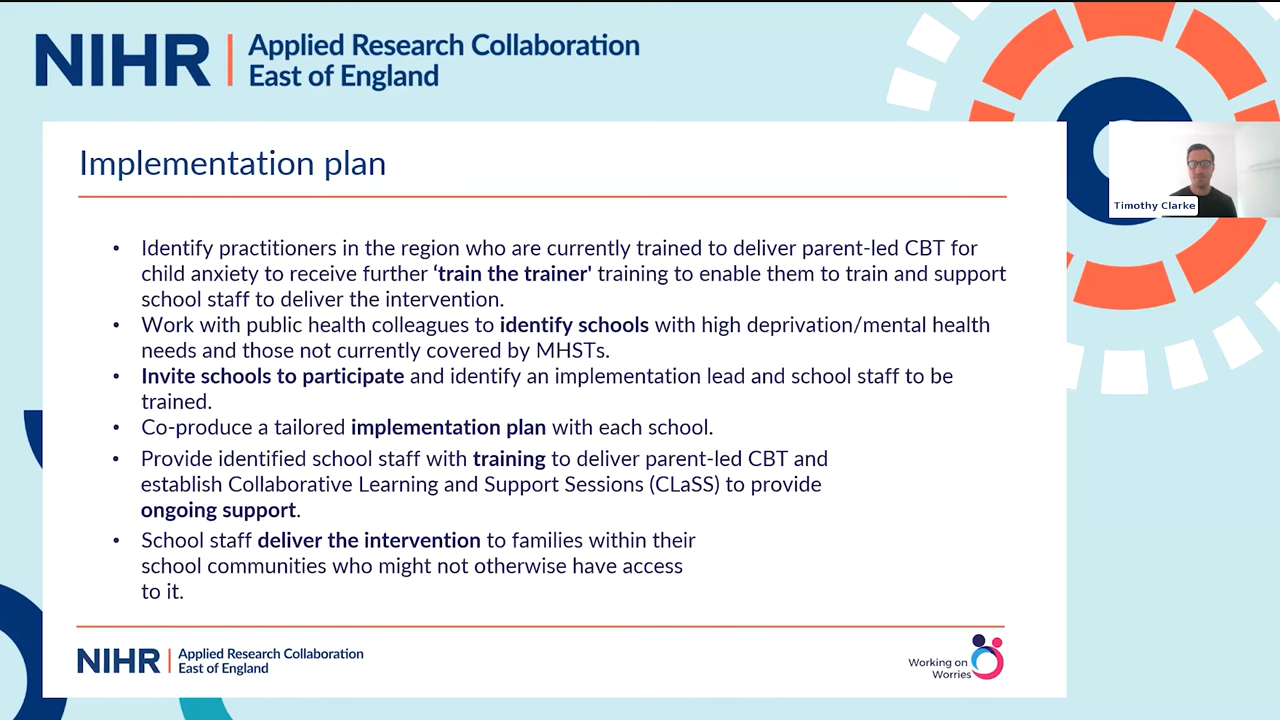 NIHR | Applied Research Collaboration
East of England
Implementation plan
Timothy Clarke
• Identify practitioners in the region who are currently trained to deliver parent-led CBT for
child anxiety to receive further ‘train the trainer' training to enable them to train and support
school staff to deliver the intervention.
• Work with public health colleagues to identify schools with high deprivation/mental health
needs and those not currently covered by MHSTs.
• Invite schools to participate and identify an implementation lead and school staff to be
trained.
• Co-produce a tailored implementation plan with each school.
• Provide identified school staff with training to deliver parent-led CBT and
establish Collaborative Learning and Support Sessions (CLaSS) to provide
ongoing support.
• School staff deliver the intervention to families within their
school communities who might not otherwise have access
to it.
NIHR | Applied Research Collaboration
East of England
Working on
Worries